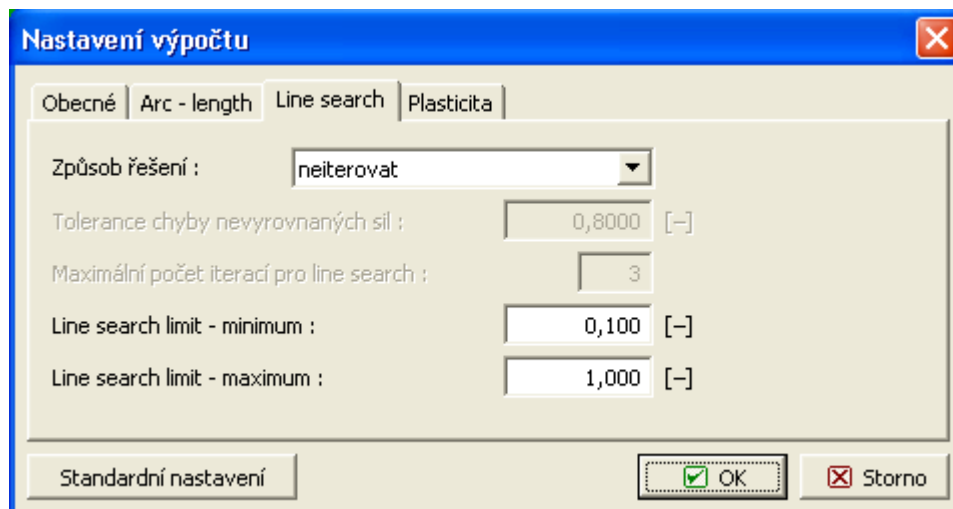 Nastavení výpočtu
Obecné Arc - length Line search Plasticita
Způsob řešení : neiterovat
Tolerance chyby nevyrovnaných sil : 0,8000 [–]
Maximální počet iterací pro line search : 3
Line search limit - minimum : 0,100 [–]
Line search limit - maximum : 1,000 [–]
Standardní nastavení OK Storno